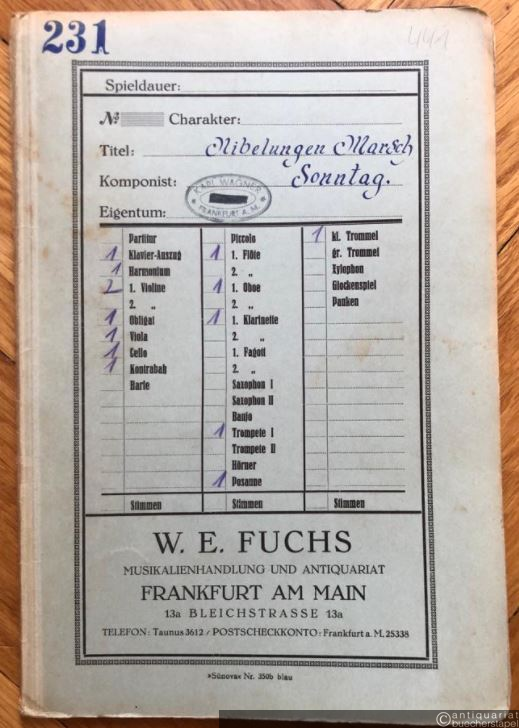 231
441
Spieldauer:
№ Charakter:
Titel: Nibelungen Marsch
Komponist: Sonntag.
KARL WAGNER
FRANKFURT A. M.
Eigentum:
Partitur
1 Klavier-Auszug
1 Harmonium
2 1. Violine
2. „
1 Obligat
1 Viola
1 Cello
1 Kontrabaß
Harfe
Stimmen
Piccolo
1 1. Flöte
2. „
1 1. Oboe
2. „
1 1. Klarinette
2. „
1. Fagott
2. „
Saxophon I
Saxophon II
Banjo
1 Trompete I
Trompete II
Hörner
1 Posaune
Stimmen
1 kl. Trommel
gr. Trommel
Xylophon
Glockenspiel
Pauken
Stimmen
W. E. FUCHS
MUSIKALIENHANDLUNG UND ANTIQUARIAT
FRANKFURT AM MAIN
13a BLEICHSTRASSE 13a
TELEFON: Taunus 3612 / POSTSCHECKKONTO: Frankfurt a. M. 25338
»Sünova« Nr. 350b blau
©antiquariat
buecherstapel